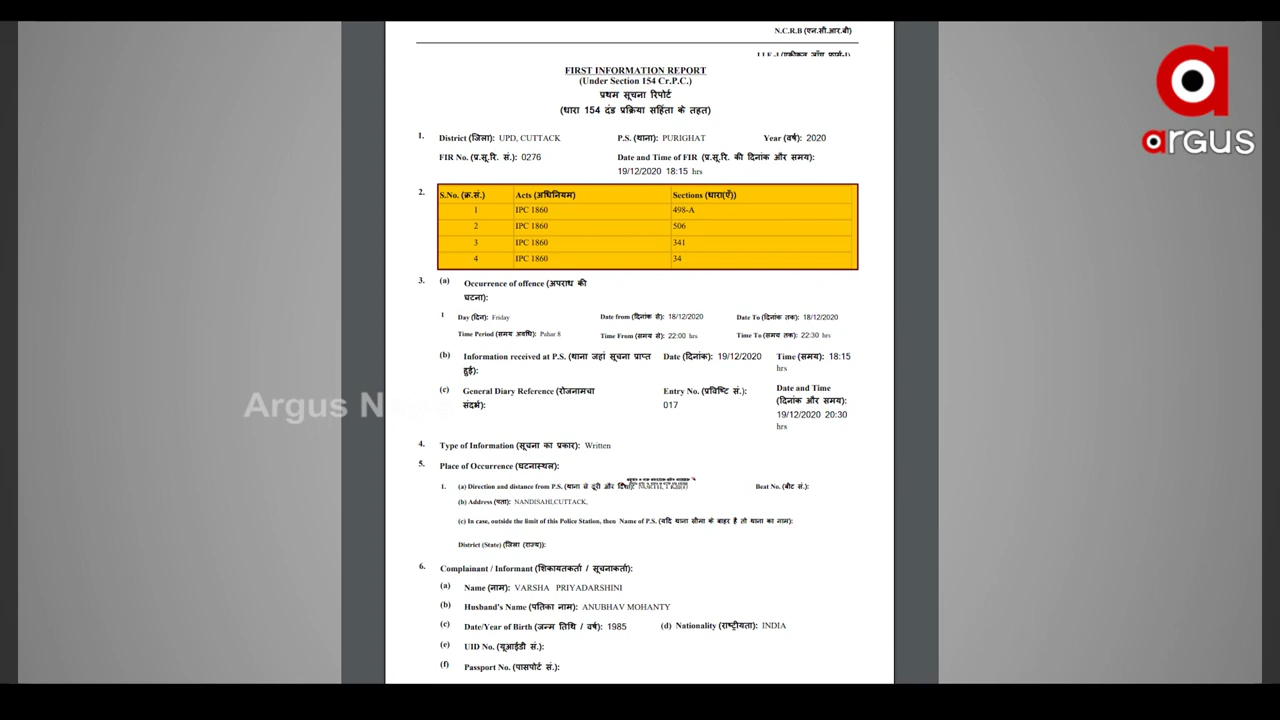 N.C.R.B (एन.सी.आर.बी)
argus
FIRST INFORMATION REPORT
(Under Section 154 Cr.P.C.)
प्रथम सूचना रिपोर्ट
(धारा 154 दंड प्रक्रिया सहिंता के तहत)
1. District (जिला): UPD, CUTTACK P.S. (थाना): PURIGHAT Year (वर्ष): 2020
FIR No. (प्र.सू.रि. सं.): 0276 Date and Time of FIR (प्र.सू.रि. की दिनांक और समय):
19/12/2020 18:15 hrs
2. S.No. (क्र.सं.) Acts (अधिनियम) Sections (धारा(एँ))
1 IPC 1860 498-A
2 IPC 1860 506
3 IPC 1860 341
4 IPC 1860 34
3. (a) Occurrence of offence (अपराध की
घटना):
1 Day (दिन): Friday Date from (दिनांक से): 18/12/2020 Date To (दिनांक तक): 18/12/2020
Time Period (समय अवधि): Pahar 8 Time From (समय से): 22:00 hrs Time To (समय तक): 22:30 hrs
(b) Information received at P.S. (थाना जहां सूचना प्राप्त Date (दिनांक): 19/12/2020 Time (समय): 18:15
हुई): hrs
(c) General Diary Reference (रोजनामचा Entry No. (प्रविष्टि सं.): Date and Time
संदर्भ): 017 (दिनांक और समय):
19/12/2020 20:30
hrs
Argus
4. Type of Information (सूचना का प्रकार): Written
5. Place of Occurrence (घटनास्थल):
1. (a) Direction and distance from P.S. (थाना से दूरी और Beat No. (बीट सं.):
(b) Address (पता): NANDISAHI,CUTTACK,
(c) In case, outside the limit of this Police Station, then Name of P.S. (यदि थाना सीमा के बाहर है तो थाना का नाम):
District (State) (जिला (राज्य)):
6. Complainant / Informant (शिकायतकर्ता / सूचनाकर्ता):
(a) Name (नाम): VARSHA PRIYADARSHINI
(b) Husband's Name (पतिका नाम): ANUBHAV MOHANTY
(c) Date/Year of Birth (जन्म तिथि / वर्ष): 1985 (d) Nationality (राष्ट्रीयता): INDIA
(e) UID No. (यूआईडी सं.):
(f) Passport No. (पासपोर्ट सं.):